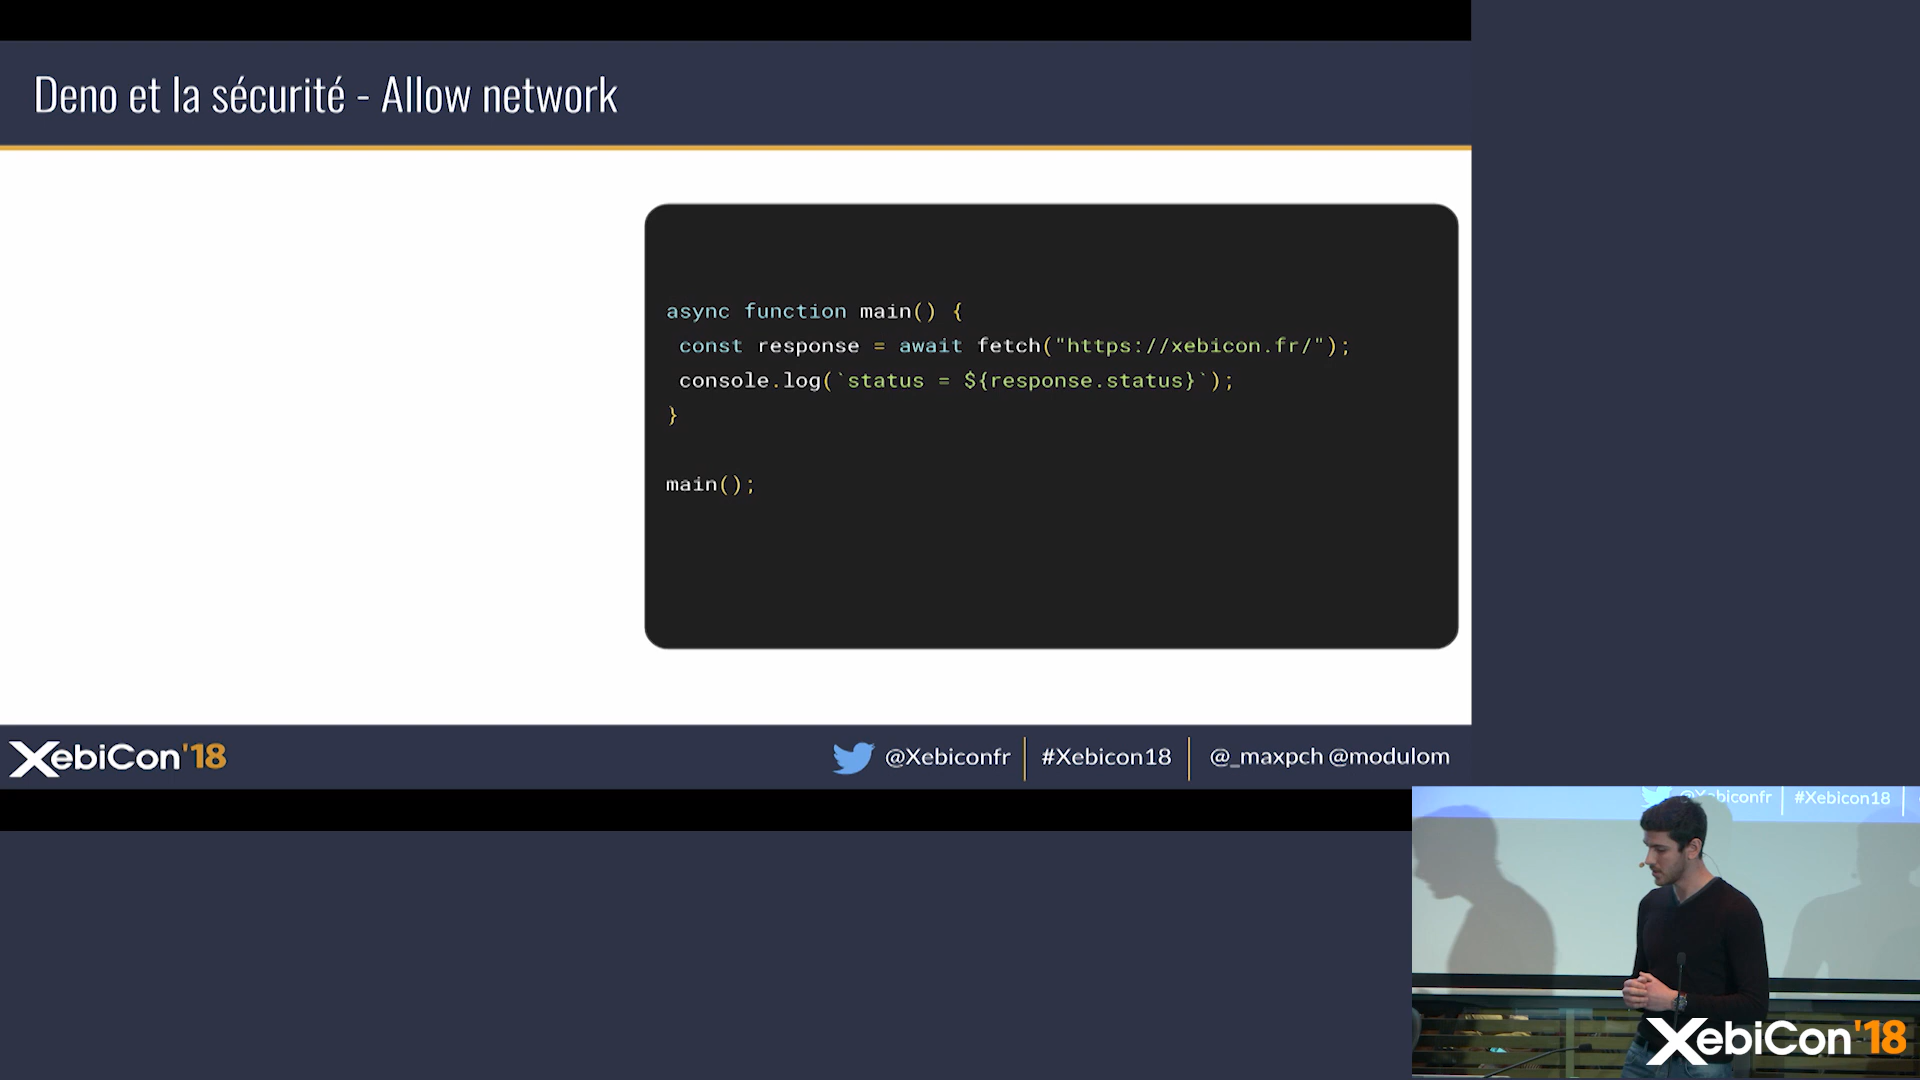 Deno et la sécurité - Allow network
async function main() {
 const response = await fetch("https://xebicon.fr/");
 console.log(`status = ${response.status}`);
}
main();
XebiCon'18
@Xebiconfr
#Xebicon18
@_maxpch @modulom
@Xebiconfr
#Xebicon18
XebiCon'18